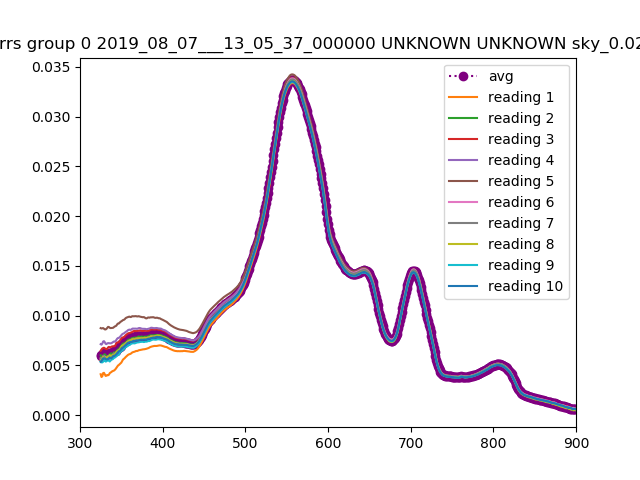 rrs group 0 2019_08_07___13_05_37_000000 UNKNOWN UNKNOWN sky_0.02
0.035
0.030
0.025
0.020
0.015
0.010
0.005
0.000
300 400 500 600 700 800 900
avg
reading 1
reading 2
reading 3
reading 4
reading 5
reading 6
reading 7
reading 8
reading 9
reading 10